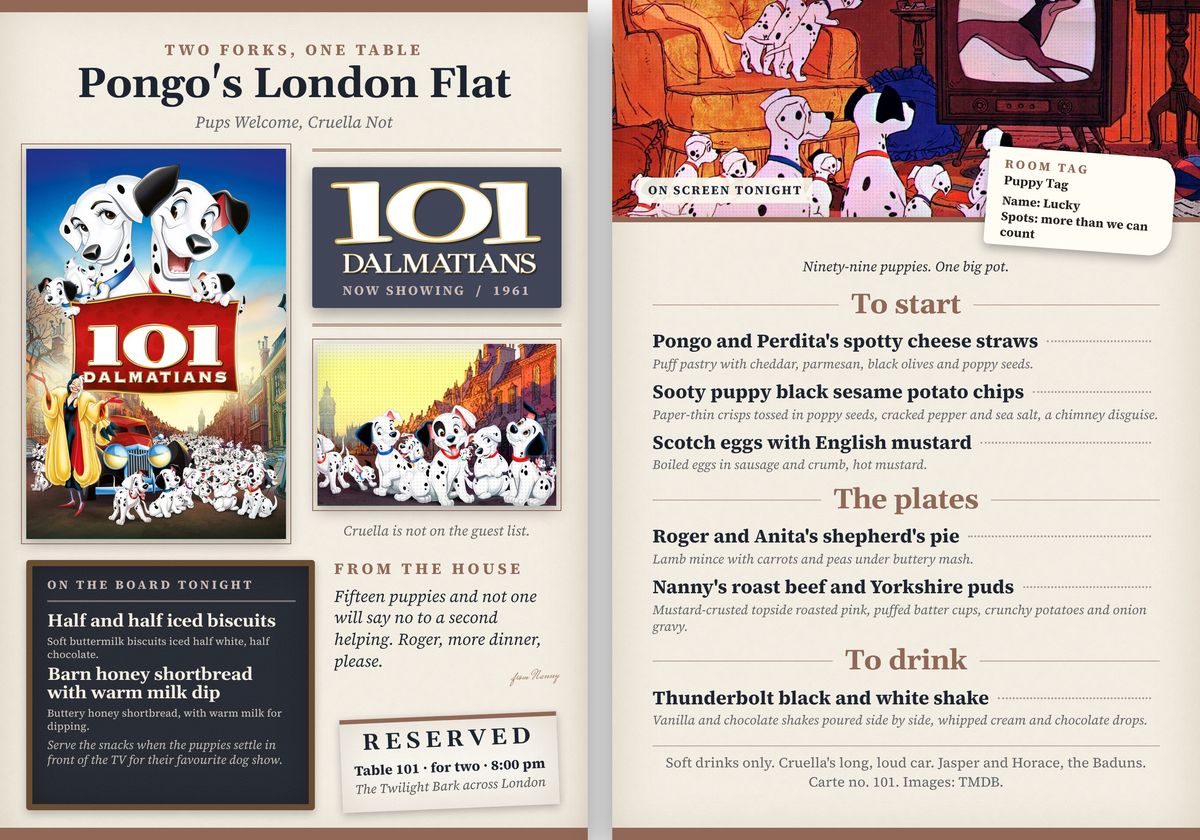 TWO FORKS, ONE TABLE
Pongo's London Flat
Pups Welcome, Cruella Not
101
DALMATIANS
101
DALMATIANS
NOW SHOWING / 1961
Cruella is not on the guest list.
ON THE BOARD TONIGHT
Half and half iced biscuits
Soft buttermilk biscuits iced half white, half
chocolate.
Barn honey shortbread
with warm milk dip
Buttery honey shortbread, with warm milk for
dipping.
Serve the snacks when the puppies settle in
front of the TV for their favourite dog show.
FROM THE HOUSE
Fifteen puppies and not one
will say no to a second
helping. Roger, more dinner,
please.
from Nanny
RESERVED
Table 101 · for two · 8:00 pm
The Twilight Bark across London
ON SCREEN TONIGHT
ROOM TAG
Puppy Tag
Name: Lucky
Spots: more than we can
count
Ninety-nine puppies. One big pot.
To start
Pongo and Perdita's spotty cheese straws
Puff pastry with cheddar, parmesan, black olives and poppy seeds.
Sooty puppy black sesame potato chips
Paper-thin crisps tossed in poppy seeds, cracked pepper and sea salt, a chimney disguise.
Scotch eggs with English mustard
Boiled eggs in sausage and crumb, hot mustard.
The plates
Roger and Anita's shepherd's pie
Lamb mince with carrots and peas under buttery mash.
Nanny's roast beef and Yorkshire puds
Mustard-crusted topside roasted pink, puffed batter cups, crunchy potatoes and onion
gravy.
To drink
Thunderbolt black and white shake
Vanilla and chocolate shakes poured side by side, whipped cream and chocolate drops.
Soft drinks only. Cruella's long, loud car. Jasper and Horace, the Baduns.
Carte no. 101. Images: TMDB.